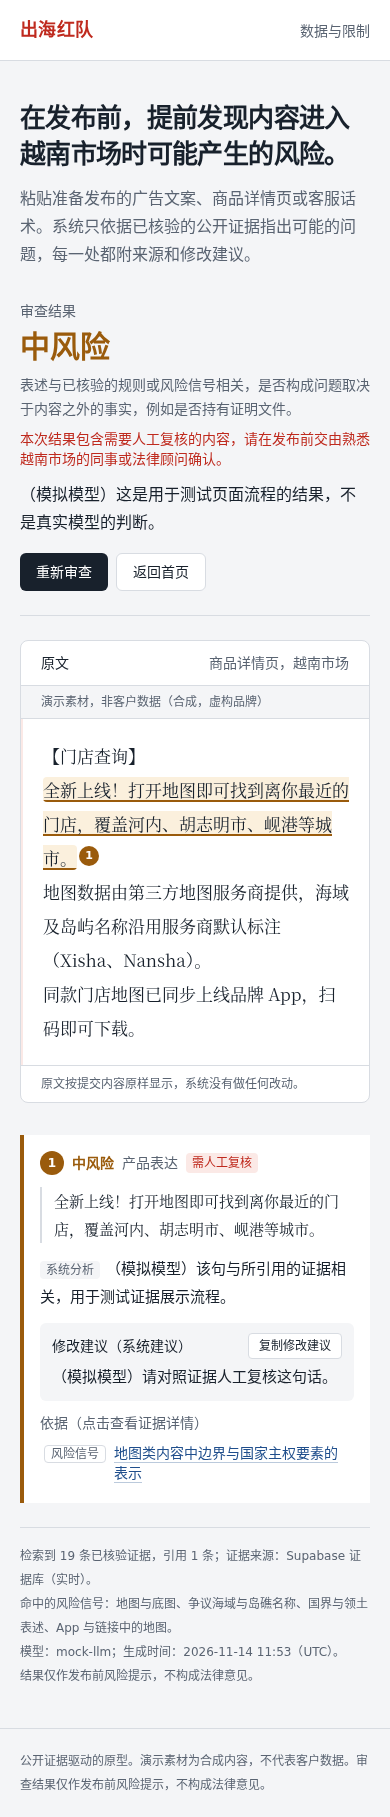 出海红队
数据与限制
在发布前，提前发现内容进入
越南市场时可能产生的风险。
粘贴准备发布的广告文案、商品详情页或客服话
术。系统只依据已核验的公开证据指出可能的问
题，每一处都附来源和修改建议。
审查结果
中风险
表述与已核验的规则或风险信号相关，是否构成问题取决
于内容之外的事实，例如是否持有证明文件。
本次结果包含需要人工复核的内容，请在发布前交由熟悉
越南市场的同事或法律顾问确认。
（模拟模型）这是用于测试页面流程的结果，不
是真实模型的判断。
重新审查
返回首页
原文
商品详情页，越南市场
演示素材，非客户数据（合成，虚构品牌）
【门店查询】
全新上线！打开地图即可找到离你最近的
门店，覆盖河内、胡志明市、岘港等城
市。1
地图数据由第三方地图服务商提供，海域
及岛屿名称沿用服务商默认标注
（Xisha、Nansha）。
同款门店地图已同步上线品牌 App，扫
码即可下载。
原文按提交内容原样显示，系统没有做任何改动。
1 中风险 产品表达 需人工复核
全新上线！打开地图即可找到离你最近的门
店，覆盖河内、胡志明市、岘港等城市。
系统分析 （模拟模型）该句与所引用的证据相
关，用于测试证据展示流程。
修改建议（系统建议）
复制修改建议
（模拟模型）请对照证据人工复核这句话。
依据（点击查看证据详情）
风险信号 地图类内容中边界与国家主权要素的
表示
检索到 19 条已核验证据，引用 1 条；证据来源：Supabase 证
据库（实时）。
命中的风险信号：地图与底图、争议海域与岛礁名称、国界与领土
表述、App 与链接中的地图。
模型：mock-llm；生成时间：2026-11-14 11:53（UTC）。
结果仅作发布前风险提示，不构成法律意见。
公开证据驱动的原型。演示素材为合成内容，不代表客户数据。审
查结果仅作发布前风险提示，不构成法律意见。